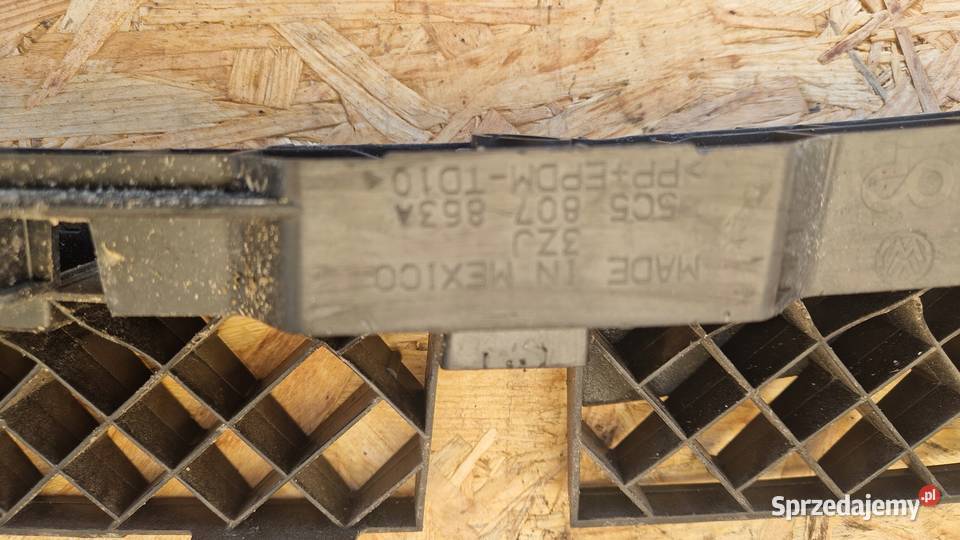 MADE IN MEXICO
3ZJ
5C5 807 863A
>PP+EPDM-TD10<
Sprzedajemy.pl